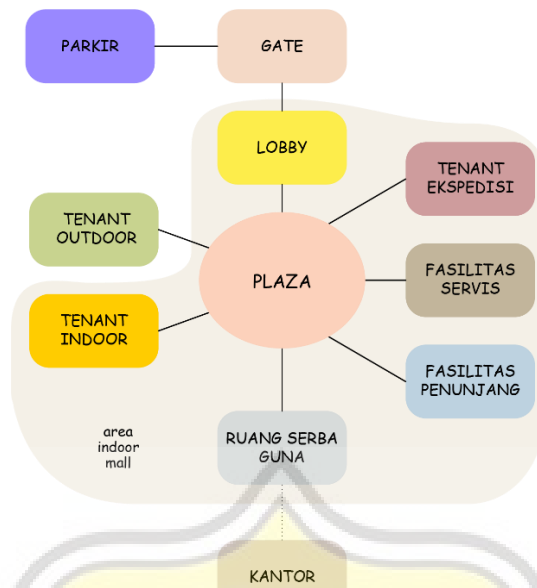 PARKIR
GATE
LOBBY
TENANT
EKSPEDISI
TENANT
OUTDOOR
PLAZA
FASILITAS
SERVIS
TENANT
INDOOR
FASILITAS
PENUNJANG
area
indoor
mall
RUANG SERBA
GUNA
KANTOR